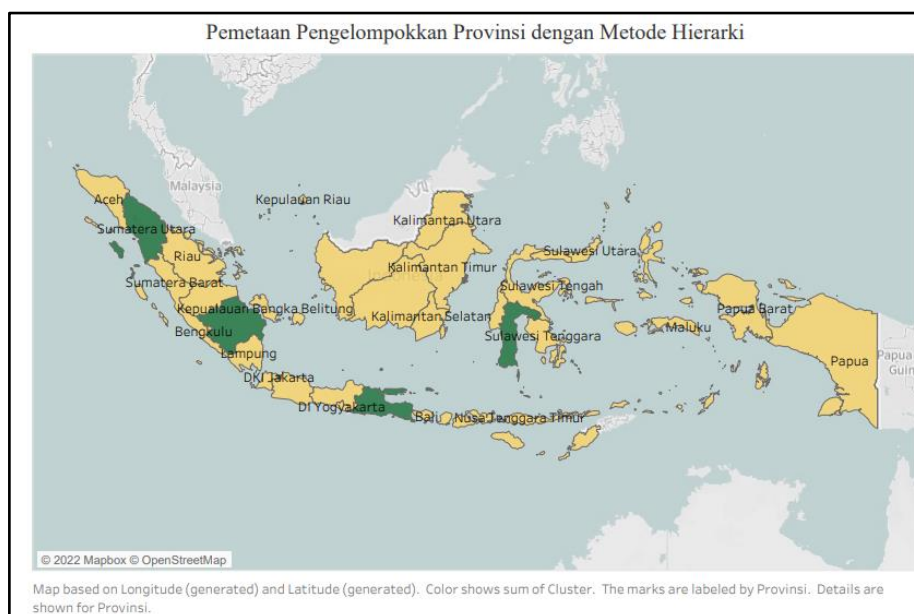 Pemetaan Pengelompokkan Provinsi dengan Metode Hierarki
Malaysia
Kepulauan Riau
Aceh
Sumatera Utara
Kalimantan Utara
Riau
Sulawesi Utara
Kalimantan Timur
Sumatera Barat
Sulawesi Tengah
Kepualauan Bangka Belitung
Kalimantan Selatan
Papua Barat
Maluku
Bengkulu
Sulawesi Tenggara
Lampung
Papua
Papua
Guin
DKI Jakarta
DI Yogyakarta
Bali
Nusa Tenggara Timur
© 2022 Mapbox © OpenStreetMap
Map based on Longitude (generated) and Latitude (generated). Color shows sum of Cluster. The marks are labeled by Provinsi. Details are
shown for Provinsi.